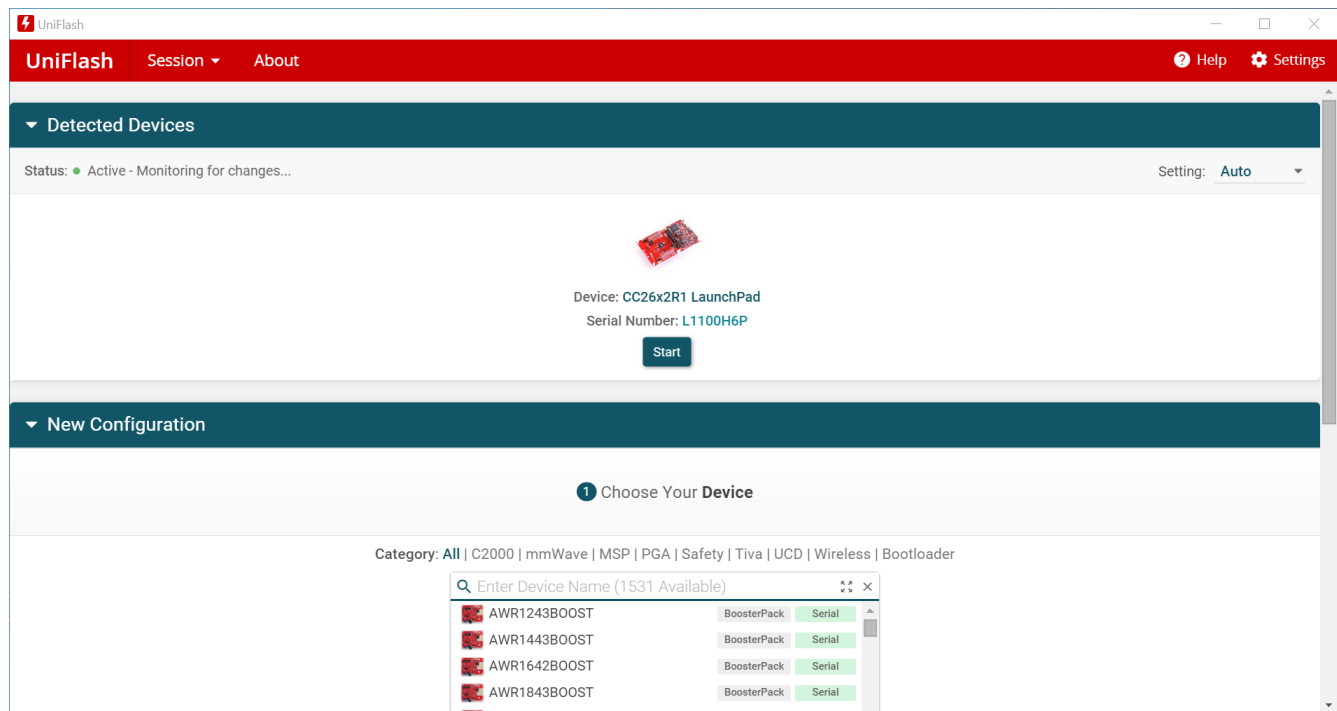 UniFlash
UniFlash Session About Help Settings
Detected Devices
Status: Active - Monitoring for changes... Setting: Auto
Device: CC26x2R1 LaunchPad
Serial Number: L1100H6P
Start
New Configuration
1 Choose Your Device
Category: All | C2000 | mmWave | MSP | PGA | Safety | Tiva | UCD | Wireless | Bootloader
Enter Device Name (1531 Available)
AWR1243BOOST BoosterPack Serial
AWR1443BOOST BoosterPack Serial
AWR1642BOOST BoosterPack Serial
AWR1843BOOST BoosterPack Serial